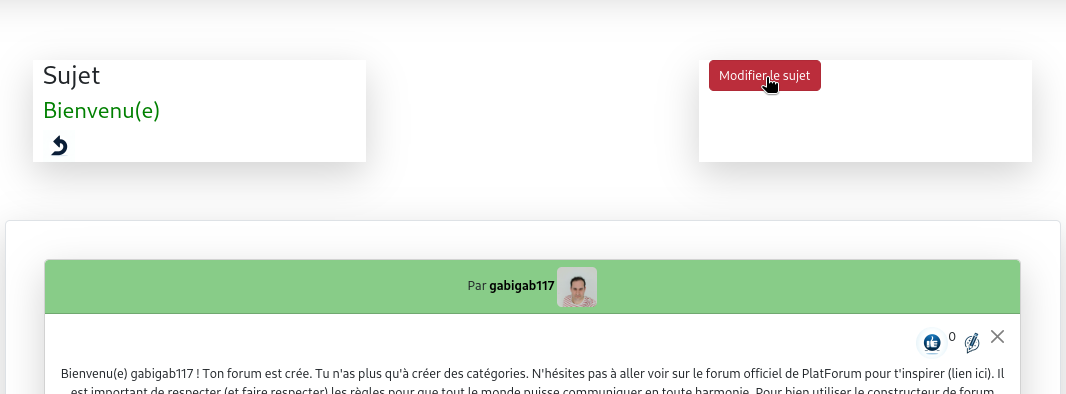 Sujet
Modifier le sujet
Bienvenu(e)
Par gabigab117
0
Bienvenu(e) gabigab117 ! Ton forum est crée. Tu n'as plus qu'à créer des catégories. N'hésites pas à aller voir sur le forum officiel de PlatForum pour t'inspirer (lien ici). Il
est important de respecter (et faire respecter) les règles pour que tout le monde puisse communiquer en toute harmonie. Pour bien utiliser le constructeur de forum,